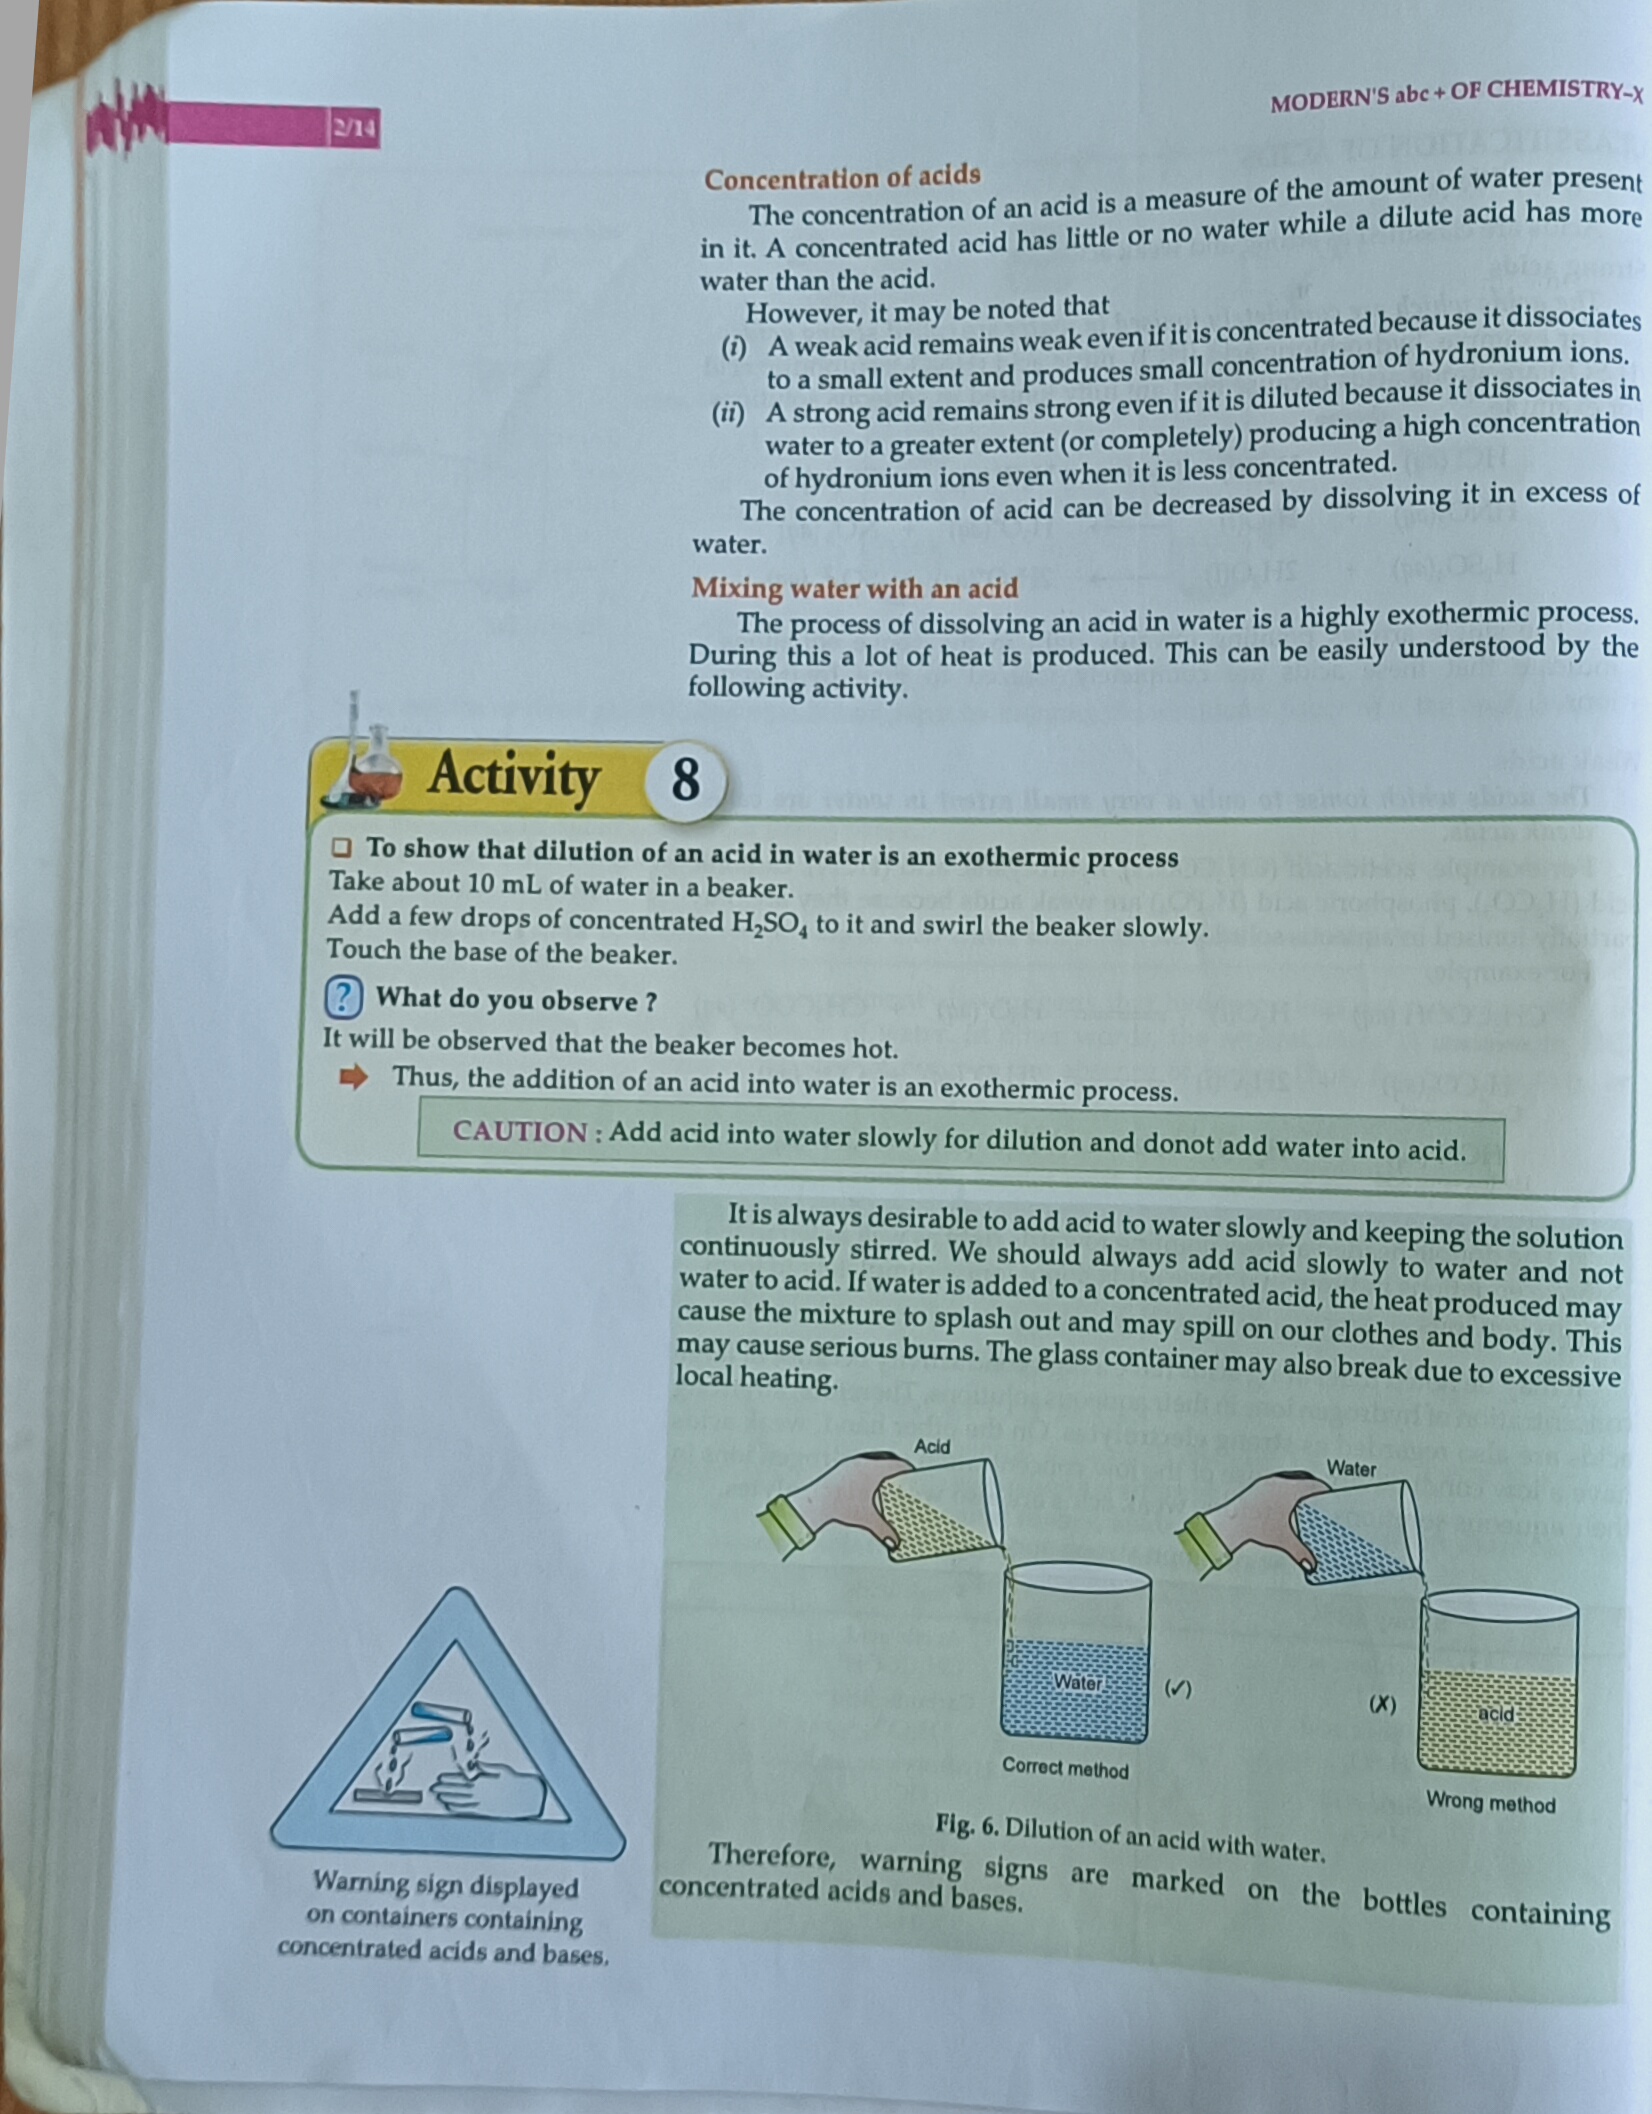 2/14
MODERN'S abc + OF CHEMISTRY–X
Concentration of acids
The concentration of an acid is a measure of the amount of water present
in it. A concentrated acid has little or no water while a dilute acid has more
water than the acid.
However, it may be noted that
(i) A weak acid remains weak even if it is concentrated because it dissociates
to a small extent and produces small concentration of hydronium ions.
(ii) A strong acid remains strong even if it is diluted because it dissociates in
water to a greater extent (or completely) producing a high concentration
of hydronium ions even when it is less concentrated.
The concentration of acid can be decreased by dissolving it in excess of
water.
Mixing water with an acid
The process of dissolving an acid in water is a highly exothermic process.
During this a lot of heat is produced. This can be easily understood by the
following activity.
Activity 8
To show that dilution of an acid in water is an exothermic process
Take about 10 mL of water in a beaker.
Add a few drops of concentrated H₂SO₄ to it and swirl the beaker slowly.
Touch the base of the beaker.
? What do you observe ?
It will be observed that the beaker becomes hot.
Thus, the addition of an acid into water is an exothermic process.
CAUTION : Add acid into water slowly for dilution and donot add water into acid.
It is always desirable to add acid to water slowly and keeping the solution
continuously stirred. We should always add acid slowly to water and not
water to acid. If water is added to a concentrated acid, the heat produced may
cause the mixture to splash out and may spill on our clothes and body. This
may cause serious burns. The glass container may also break due to excessive
local heating.
Acid
Water
Water
(✓)
(X)
acid
Correct method
Wrong method
Fig. 6. Dilution of an acid with water.
Therefore, warning signs are marked on the bottles containing
concentrated acids and bases.
Warning sign displayed
on containers containing
concentrated acids and bases.